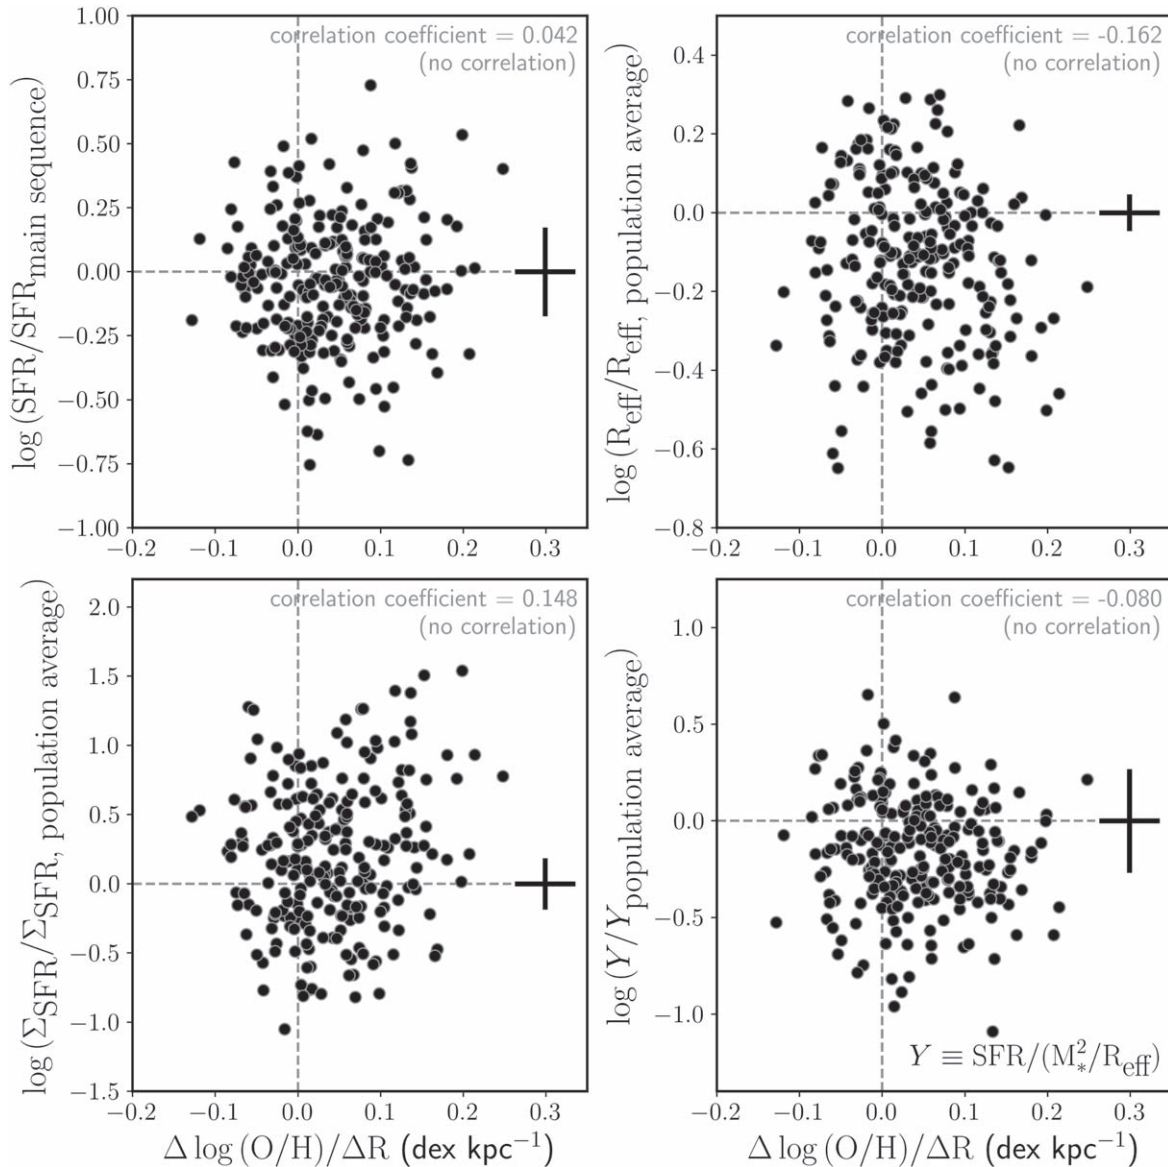 correlation coefficient = 0.042
(no correlation)
log (SFR/SFR_main sequence)
1.00
0.75
0.50
0.25
0.00
−0.25
−0.50
−0.75
−1.00
−0.2 −0.1 0.0 0.1 0.2 0.3
correlation coefficient = -0.162
(no correlation)
log (R_eff/R_eff, population average)
0.4
0.2
0.0
−0.2
−0.4
−0.6
−0.8
−0.2 −0.1 0.0 0.1 0.2 0.3
correlation coefficient = 0.148
(no correlation)
log (Σ_SFR/Σ_SFR, population average)
2.0
1.5
1.0
0.5
0.0
−0.5
−1.0
−1.5
−0.2 −0.1 0.0 0.1 0.2 0.3
Δ log (O/H)/ΔR (dex kpc⁻¹)
correlation coefficient = -0.080
(no correlation)
log (Y/Y_population average)
1.0
0.5
0.0
−0.5
−1.0
Y ≡ SFR/(M_*^2/R_eff)
−0.2 −0.1 0.0 0.1 0.2 0.3
Δ log (O/H)/ΔR (dex kpc⁻¹)